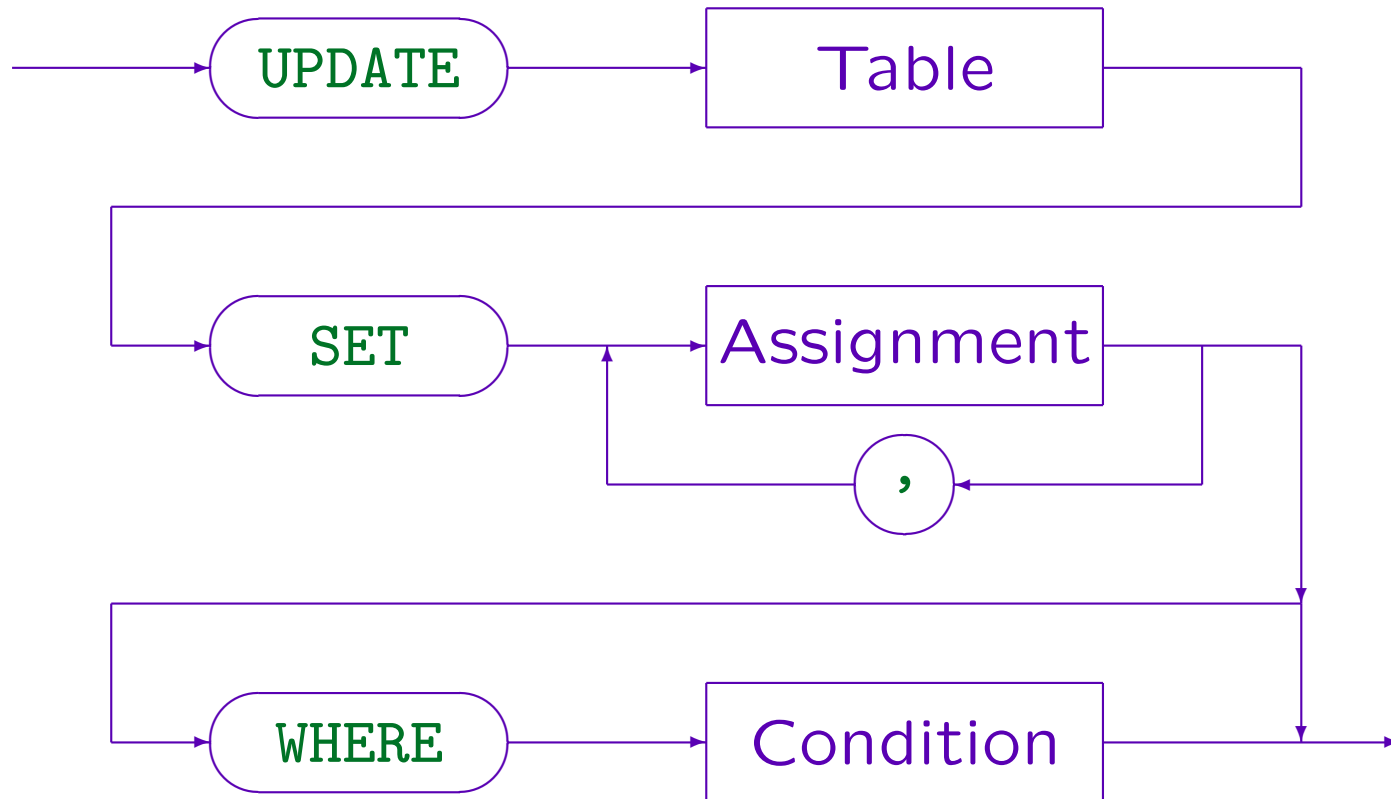 UPDATE Table
SET Assignment
,
WHERE Condition